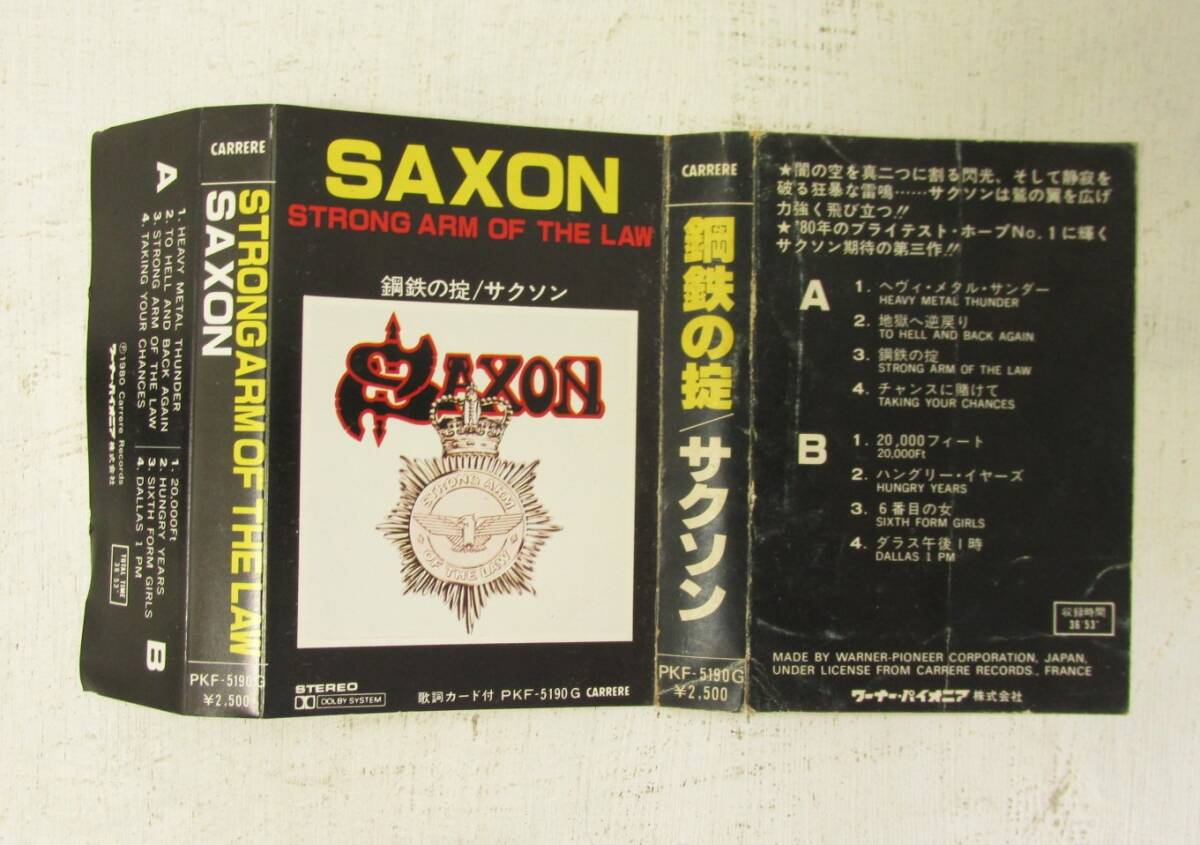 A
1. HEAVY METAL THUNDER
2. TO HELL AND BACK AGAIN
3. STRONG ARM OF THE LAW
4. TAKING YOUR CHANCES
1. 20,000Ft
2. HUNGRY YEARS
3. SIXTH FORM GIRLS
4. DALLAS 1 PM
B
Ⓟ1980 Carrere Records
ワーナー・パイオニア株式会社
TOTAL TIME
36'53"
CARRERE
STRONG ARM OF THE LAW
SAXON
PKF-5190G
¥2,500
SAXON
STRONG ARM OF THE LAW
鋼鉄の掟/サクソン
SAXON
STRONG ARM
OF THE LAW
STEREO
DOLBY SYSTEM
歌詞カード付 PKF-5190G CARRERE
CARRERE
鋼鉄の掟/サクソン
PKF-5190G
¥2,500
★闇の空を真二つに割る閃光、そして静寂を
破る狂暴な雷鳴……サクソンは鷲の翼を広げ
力強く飛び立つ!!
★'80年のブライテスト・ホープNo.1に輝く
サクソン期待の第三作!!
A
1. ヘヴィ・メタル・サンダー
HEAVY METAL THUNDER
2. 地獄へ逆戻り
TO HELL AND BACK AGAIN
3. 鋼鉄の掟
STRONG ARM OF THE LAW
4. チャンスに賭けて
TAKING YOUR CHANCES
B
1. 20,000フィート
20,000Ft
2. ハングリー・イヤーズ
HUNGRY YEARS
3. 6番目の女
SIXTH FORM GIRLS
4. ダラス午後1時
DALLAS 1 PM
収録時間
36'53"
MADE BY WARNER-PIONEER CORPORATION, JAPAN,
UNDER LICENSE FROM CARRERE RECORDS., FRANCE
ワーナー・パイオニア株式会社